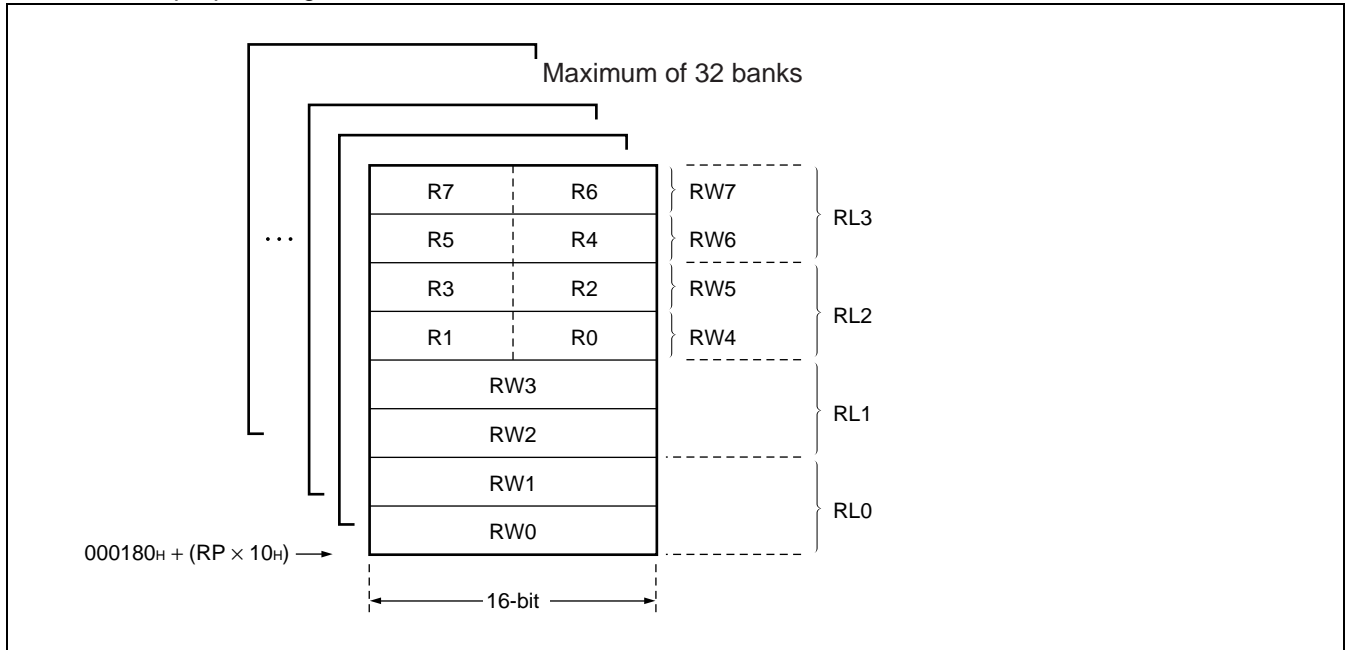 Maximum of 32 banks
R7 R6 RW7
RL3
R5 R4 RW6
...
R3 R2 RW5
RL2
R1 R0 RW4
RW3
RL1
RW2
RW1
RL0
RW0
000180H + (RP × 10H)
16-bit